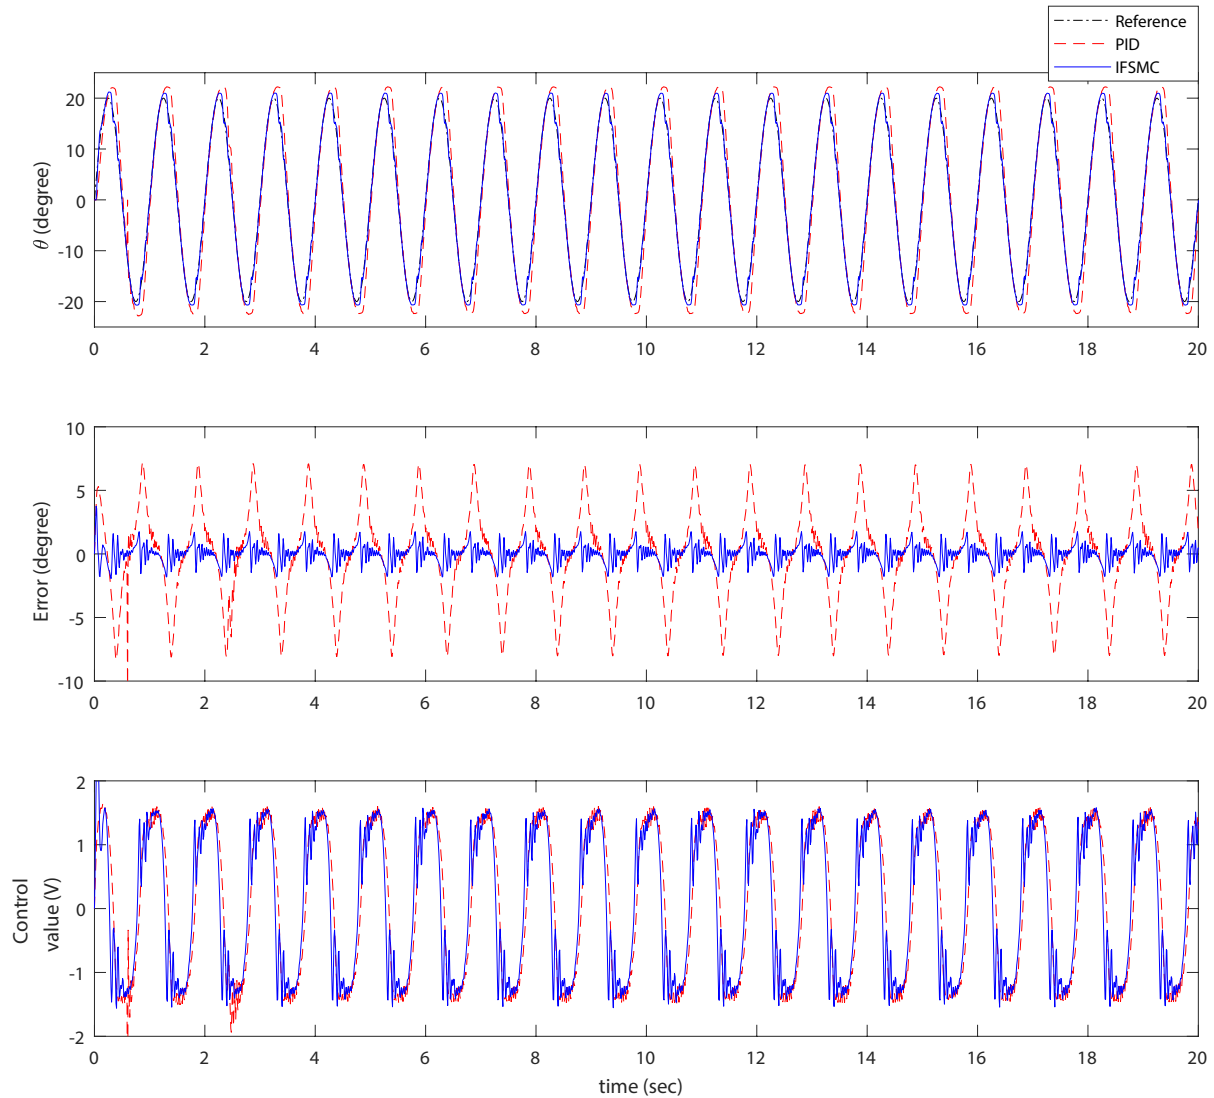 Reference
PID
IFSMC
20
10
0
-10
-20
θ (degree)
0 2 4 6 8 10 12 14 16 18 20
10
5
0
-5
-10
Error (degree)
0 2 4 6 8 10 12 14 16 18 20
2
1
0
-1
-2
Control
value (V)
0 2 4 6 8 10 12 14 16 18 20
time (sec)